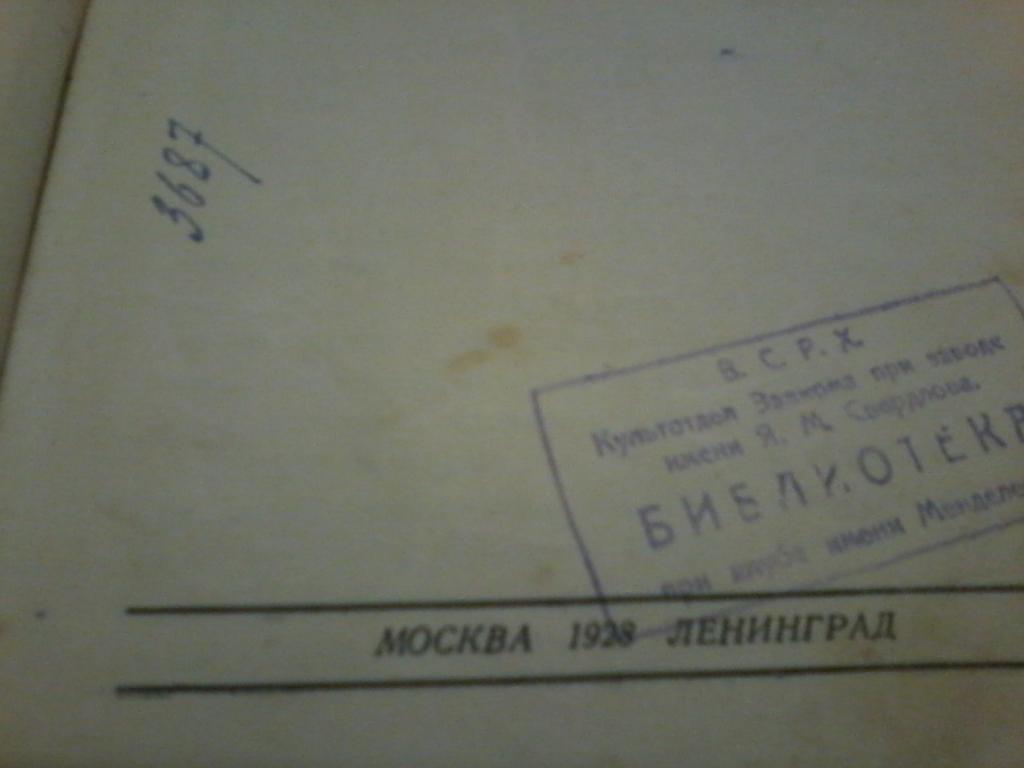 3687
В. С. Р. Х.
Культотдел Завкома при заводе
имени Я. М. Свердлова.
БИБЛИОТЕКА
при клубе имени
МОСКВА 1928 ЛЕНИНГРАД